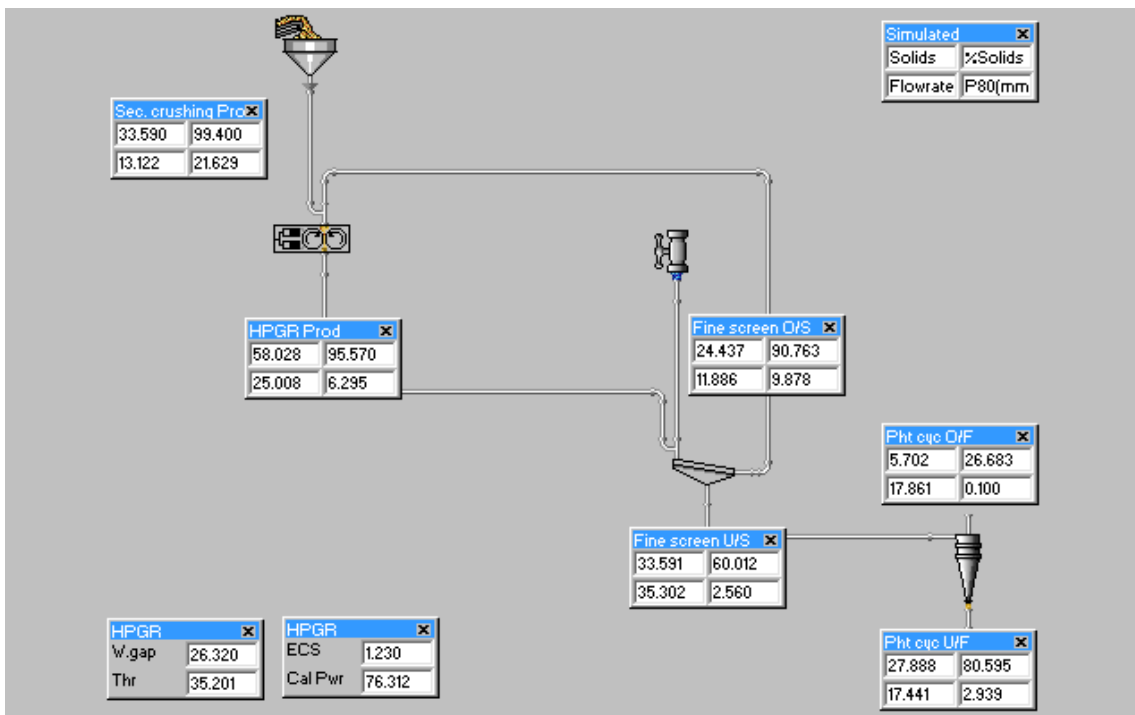 Simulated
Solids %Solids
Flowrate P80(mm
Sec. crushing Pro
33.590 99.400
13.122 21.629
HPGR Prod
58.028 95.570
25.008 6.295
Fine screen O/S
24.437 90.763
11.886 9.878
Pht cyc O/F
5.702 26.683
17.861 0.100
Fine screen U/S
33.591 60.012
35.302 2.560
HPGR
W.gap 26.320
Thr 35.201
HPGR
ECS 1.230
Cal Pwr 76.312
Pht cyc U/F
27.888 80.595
17.441 2.939